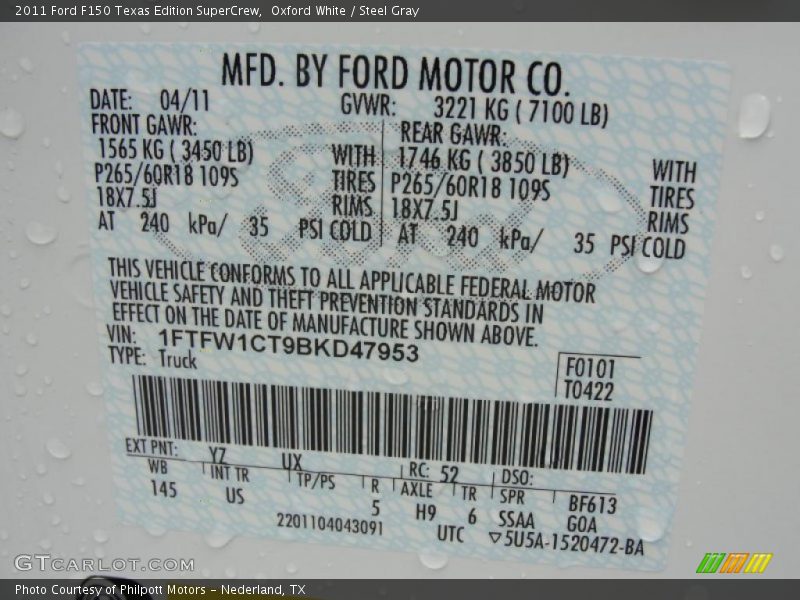 2011 Ford F150 Texas Edition SuperCrew,  Oxford White / Steel Gray
MFD. BY FORD MOTOR CO.
DATE: 04/11 GVWR: 3221 KG ( 7100 LB)
FRONT GAWR: REAR GAWR:
1565 KG ( 3450 LB) WITH 1746 KG ( 3850 LB) WITH
P265/60R18 109S TIRES P265/60R18 109S TIRES
18X7.5J RIMS 18X7.5J RIMS
AT 240 kPa/ 35 PSI COLD AT 240 kPa/ 35 PSI COLD
THIS VEHICLE CONFORMS TO ALL APPLICABLE FEDERAL MOTOR
VEHICLE SAFETY AND THEFT PREVENTION STANDARDS IN
EFFECT ON THE DATE OF MANUFACTURE SHOWN ABOVE.
VIN: 1FTFW1CT9BKD47953
TYPE: Truck
F0101
T0422
EXT PNT: YZ UX RC: 52 DSO:
WB INT TR TP/PS R AXLE TR SPR BF613
145 US 5 H9 6 SSAA GOA
2201104043091 UTC ▽5U5A-1520472-BA
GTCARLOT.COM
Photo Courtesy of Philpott Motors – Nederland, TX